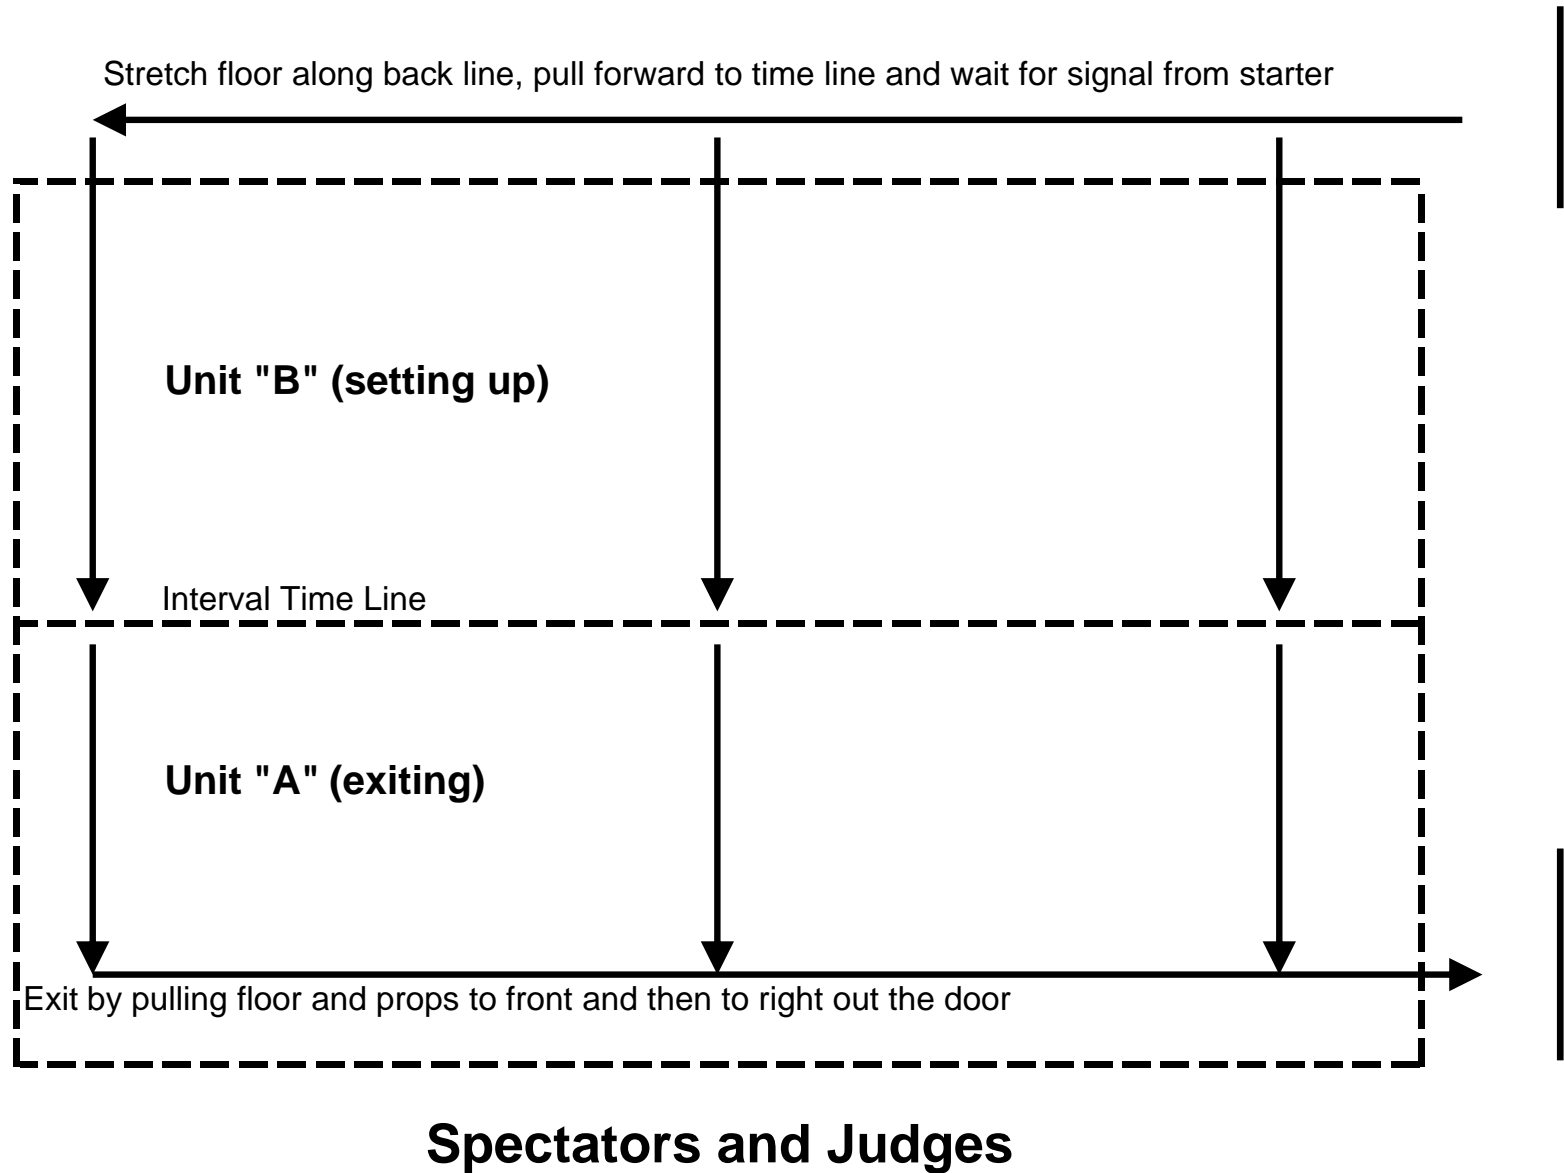 Stretch floor along back line, pull forward to time line and wait for signal from starter
Unit "B" (setting up)
Interval Time Line
Unit "A" (exiting)
Exit by pulling floor and props to front and then to right out the door
Spectators and Judges